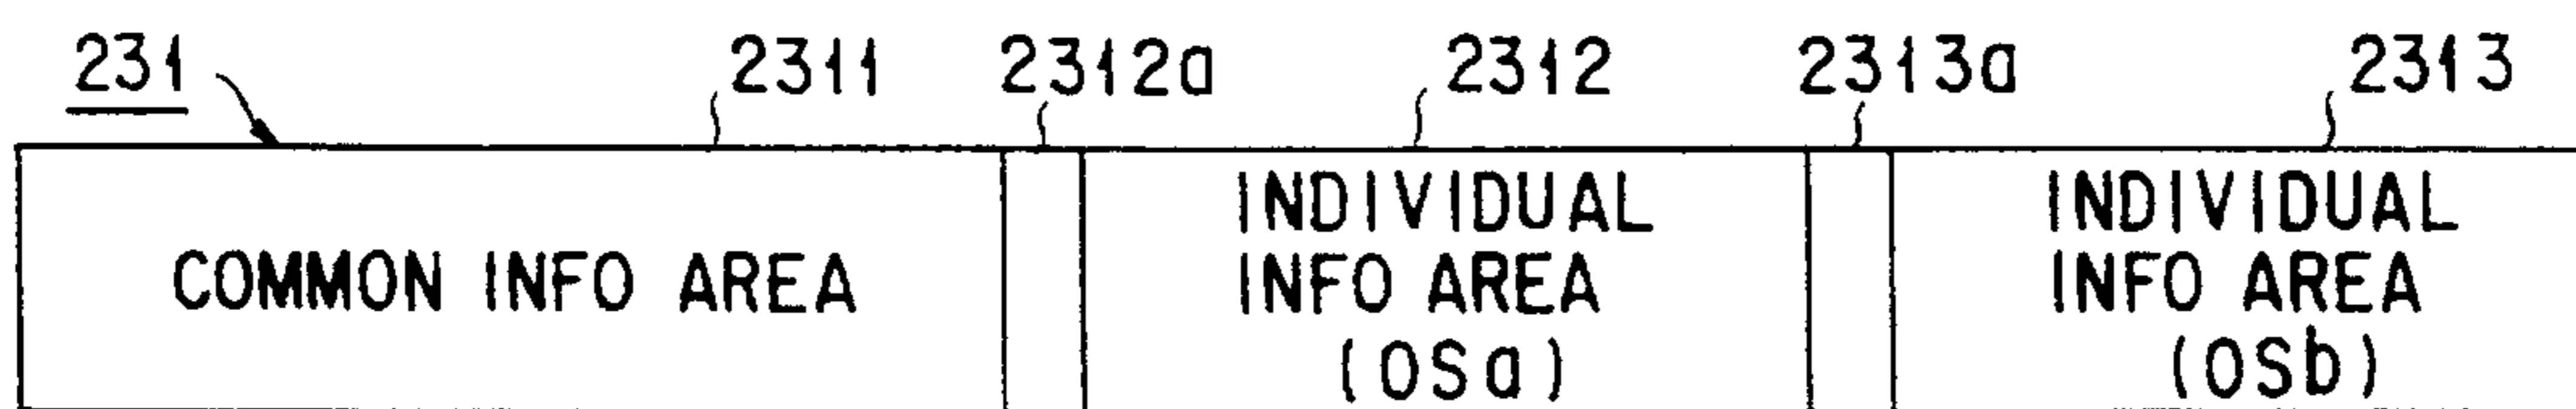 231 2311 2312a 2312 2313a 2313
COMMON INFO AREA
INDIVIDUAL
INFO AREA
(OSa)
INDIVIDUAL
INFO AREA
(OSb)